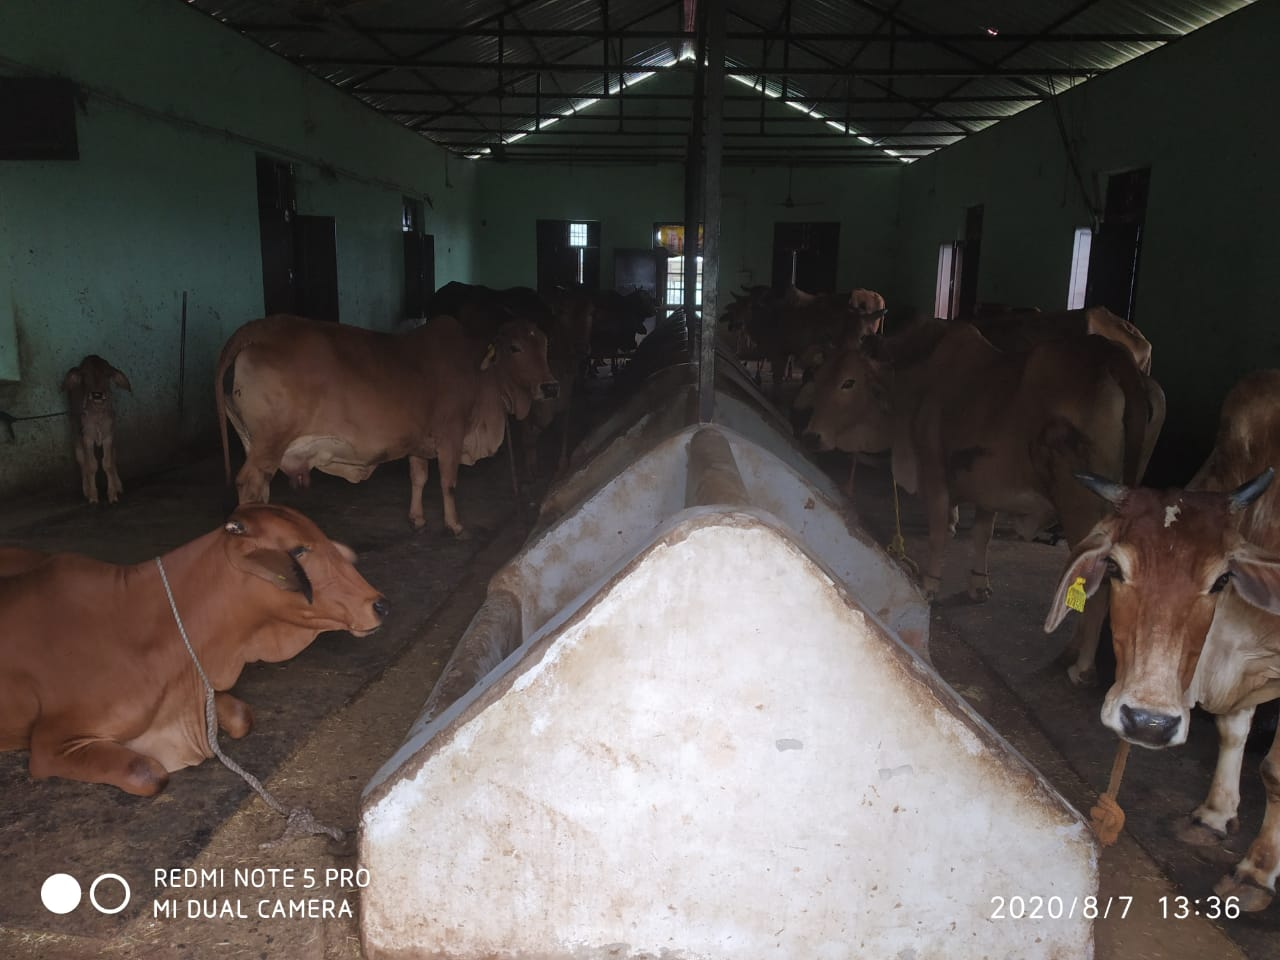 REDMI NOTE 5 PRO
MI DUAL CAMERA
2020/8/7 13:36